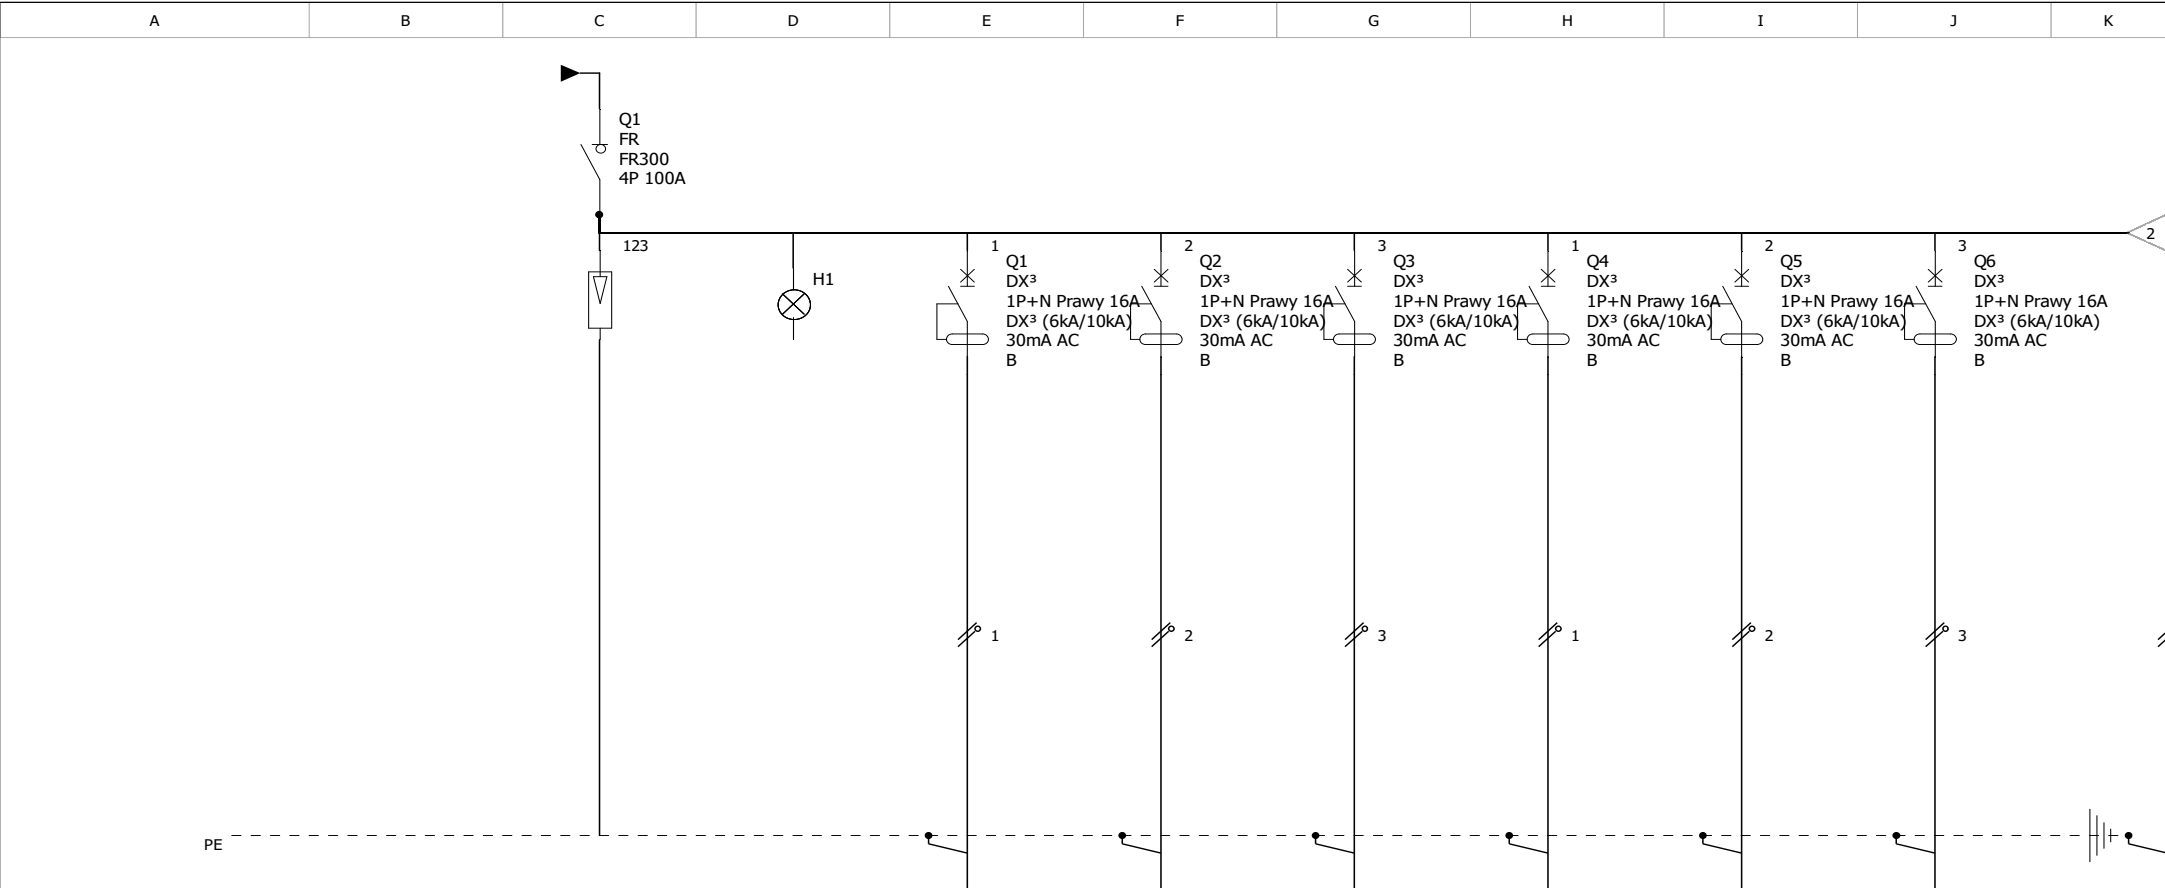 A B C D E F G H I J K
Q1
FR
FR300
4P 100A
123
H1
1
Q1
DX³
1P+N Prawy 16A
DX³ (6kA/10kA)
30mA AC
B
2
Q2
DX³
1P+N Prawy 16A
DX³ (6kA/10kA)
30mA AC
B
3
Q3
DX³
1P+N Prawy 16A
DX³ (6kA/10kA)
30mA AC
B
1
Q4
DX³
1P+N Prawy 16A
DX³ (6kA/10kA)
30mA AC
B
2
Q5
DX³
1P+N Prawy 16A
DX³ (6kA/10kA)
30mA AC
B
3
Q6
DX³
1P+N Prawy 16A
DX³ (6kA/10kA)
30mA AC
B
2
1 2 3 1 2 3
PE